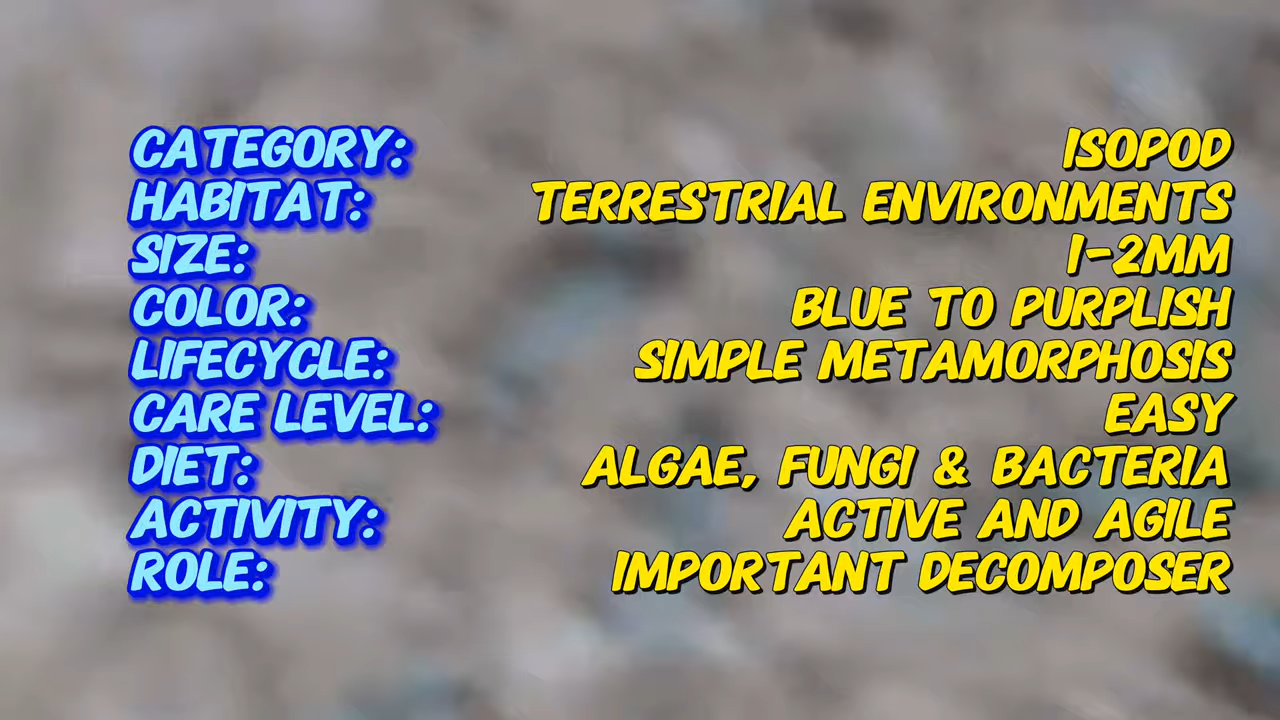 CATEGORY: ISOPOD
HABITAT: TERRESTRIAL ENVIRONMENTS
SIZE: 1-2MM
COLOR: BLUE TO PURPLISH
LIFECYCLE: SIMPLE METAMORPHOSIS
CARE LEVEL: EASY
DIET: ALGAE, FUNGI & BACTERIA
ACTIVITY: ACTIVE AND AGILE
ROLE: IMPORTANT DECOMPOSER